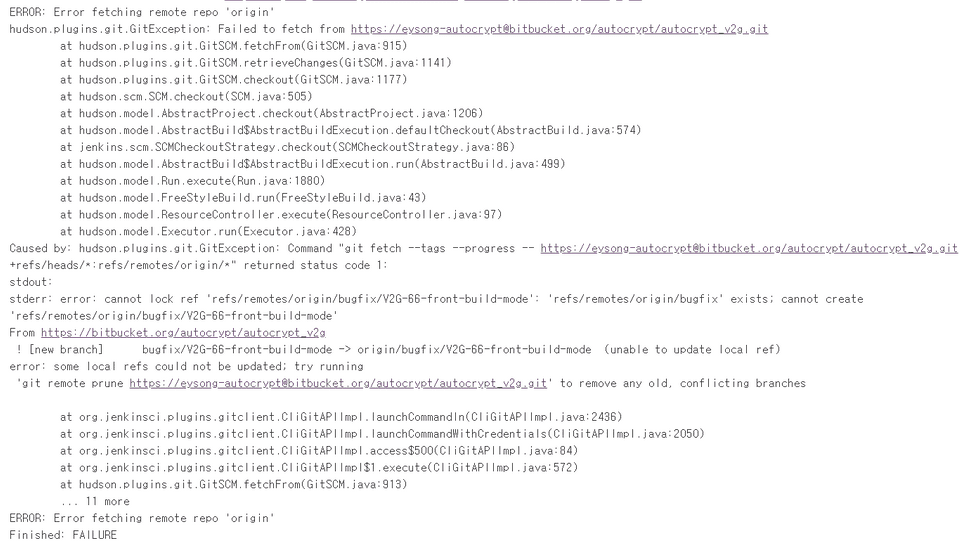 ERROR: Error fetching remote repo 'origin'
hudson.plugins.git.GitException: Failed to fetch from https://eysong-autocrypt@bitbucket.org/autocrypt/autocrypt_v2g.git
at hudson.plugins.git.GitSCM.fetchFrom(GitSCM.java:915)
at hudson.plugins.git.GitSCM.retrieveChanges(GitSCM.java:1141)
at hudson.plugins.git.GitSCM.checkout(GitSCM.java:1177)
at hudson.scm.SCM.checkout(SCM.java:505)
at hudson.model.AbstractProject.checkout(AbstractProject.java:1206)
at hudson.model.AbstractBuild$AbstractBuildExecution.defaultCheckout(AbstractBuild.java:574)
at jenkins.scm.SCMCheckoutStrategy.checkout(SCMCheckoutStrategy.java:86)
at hudson.model.AbstractBuild$AbstractBuildExecution.run(AbstractBuild.java:499)
at hudson.model.Run.execute(Run.java:1880)
at hudson.model.FreeStyleBuild.run(FreeStyleBuild.java:43)
at hudson.model.ResourceController.execute(ResourceController.java:97)
at hudson.model.Executor.run(Executor.java:428)
Caused by: hudson.plugins.git.GitException: Command "git fetch --tags --progress -- https://eysong-autocrypt@bitbucket.org/autocrypt/autocrypt_v2g.git
+refs/heads/*:refs/remotes/origin/*" returned status code 1:
stdout:
stderr: error: cannot lock ref 'refs/remotes/origin/bugfix/V2G-66-front-build-mode': 'refs/remotes/origin/bugfix' exists; cannot create
'refs/remotes/origin/bugfix/V2G-66-front-build-mode'
From https://bitbucket.org/autocrypt/autocrypt_v2g
! [new branch] bugfix/V2G-66-front-build-mode -> origin/bugfix/V2G-66-front-build-mode (unable to update local ref)
error: some local refs could not be updated; try running
'git remote prune https://eysong-autocrypt@bitbucket.org/autocrypt/autocrypt_v2g.git' to remove any old, conflicting branches
at org.jenkinsci.plugins.gitclient.CliGitAPIImpl.launchCommandIn(CliGitAPIImpl.java:2436)
at org.jenkinsci.plugins.gitclient.CliGitAPIImpl.launchCommandWithCredentials(CliGitAPIImpl.java:2050)
at org.jenkinsci.plugins.gitclient.CliGitAPIImpl.access$500(CliGitAPIImpl.java:84)
at org.jenkinsci.plugins.gitclient.CliGitAPIImpl$1.execute(CliGitAPIImpl.java:572)
at hudson.plugins.git.GitSCM.fetchFrom(GitSCM.java:913)
... 11 more
ERROR: Error fetching remote repo 'origin'
Finished: FAILURE